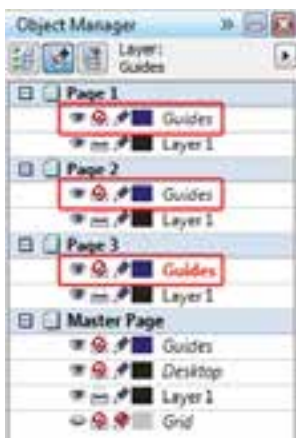 Object Manager
Layer:
Guides
Page 1
Guides
Layer 1
Page 2
Guides
Layer 1
Page 3
Guides
Layer 1
Master Page
Guides
Desktop
Layer 1
Grid